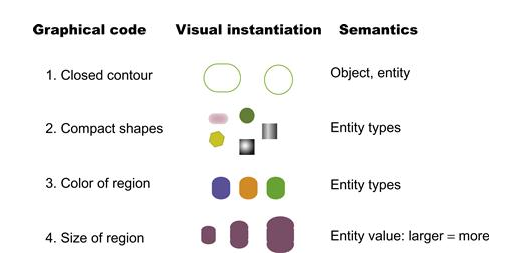 Graphical code Visual instantiation Semantics
1. Closed contour Object, entity
2. Compact shapes Entity types
3. Color of region Entity types
4. Size of region Entity value: larger = more